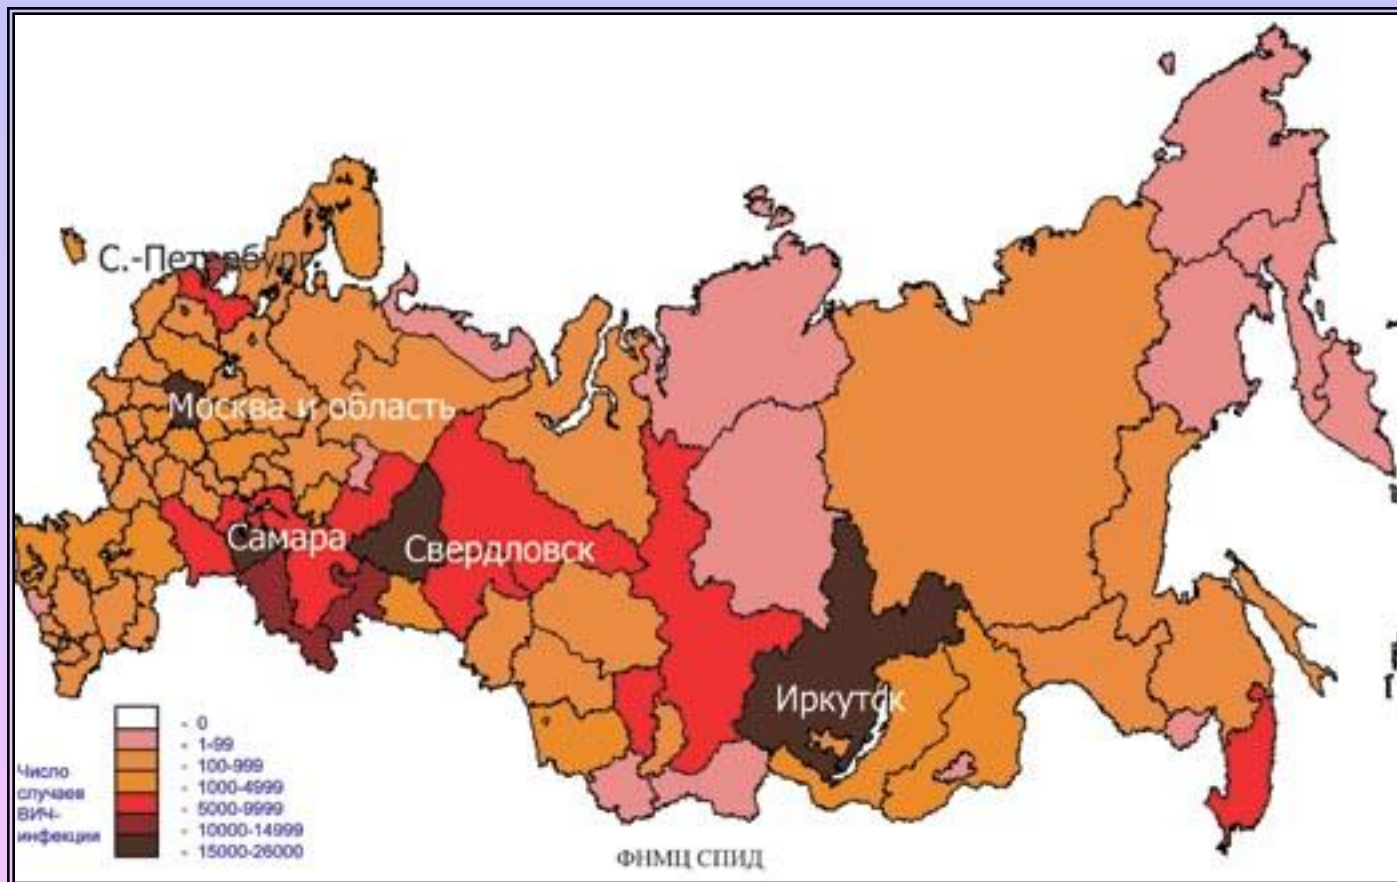 С.-Петербург.
Москва и область
Самара
Свердловск
Иркутск
Число
случаев
ВИЧ-
инфекции
- 0
- 1-99
- 100-999
- 1000-4999
- 5000-9999
- 10000-14999
- 15000-26000
ФНМЦ СПИД